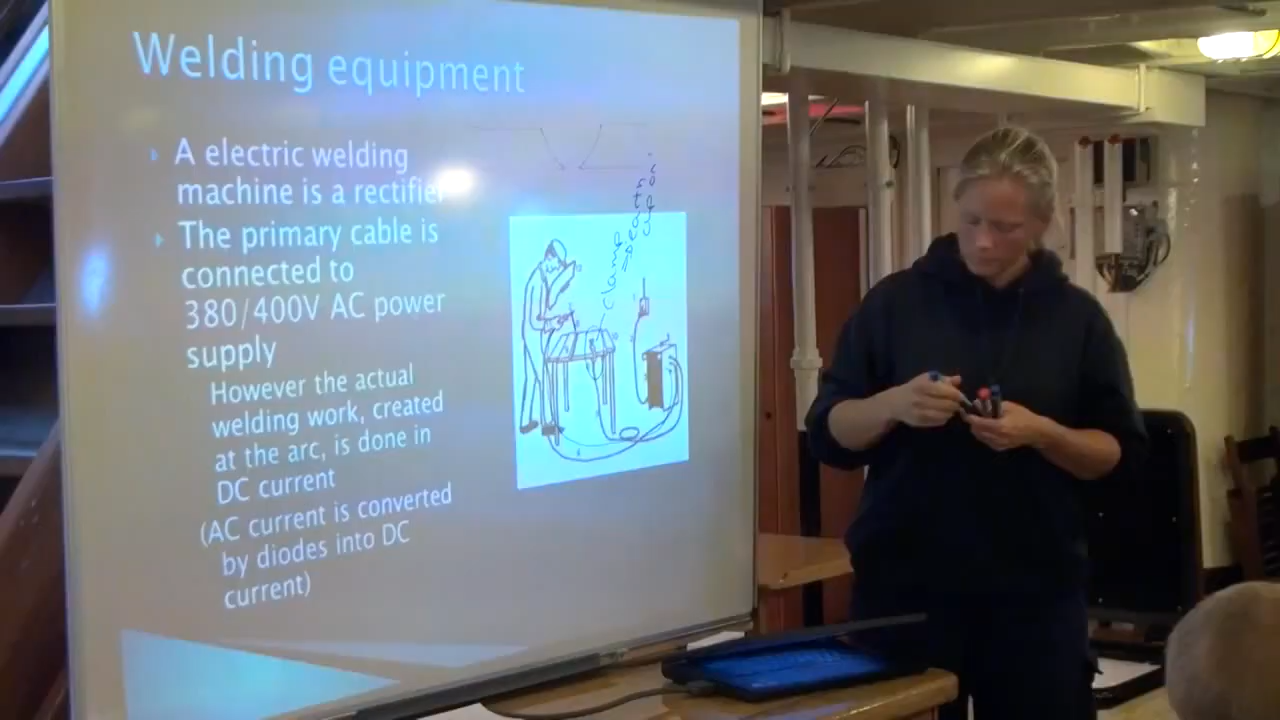 Welding equipment
A electric welding
machine is a rectifier
The primary cable is
connected to
380/400V AC power
supply
However the actual
welding work, created
at the arc, is done in
DC current
(AC current is converted
by diodes into DC
current)
clamp
earth